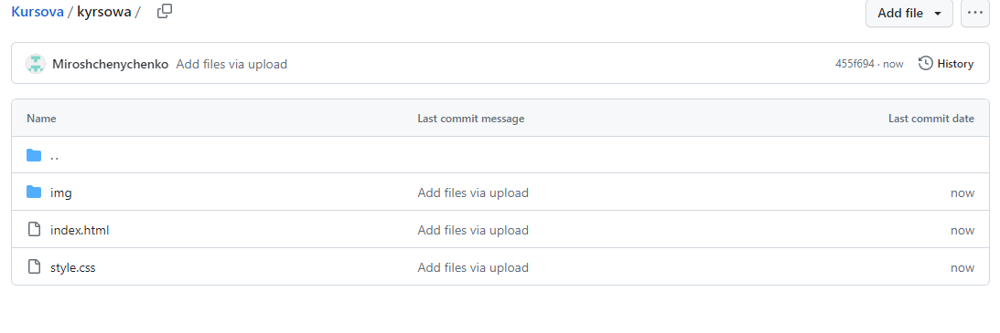 Kursova / kyrsowa /
Add file
Miroshchenychenko Add files via upload
455f694 · now
History
Name Last commit message Last commit date
..
img Add files via upload now
index.html Add files via upload now
style.css Add files via upload now